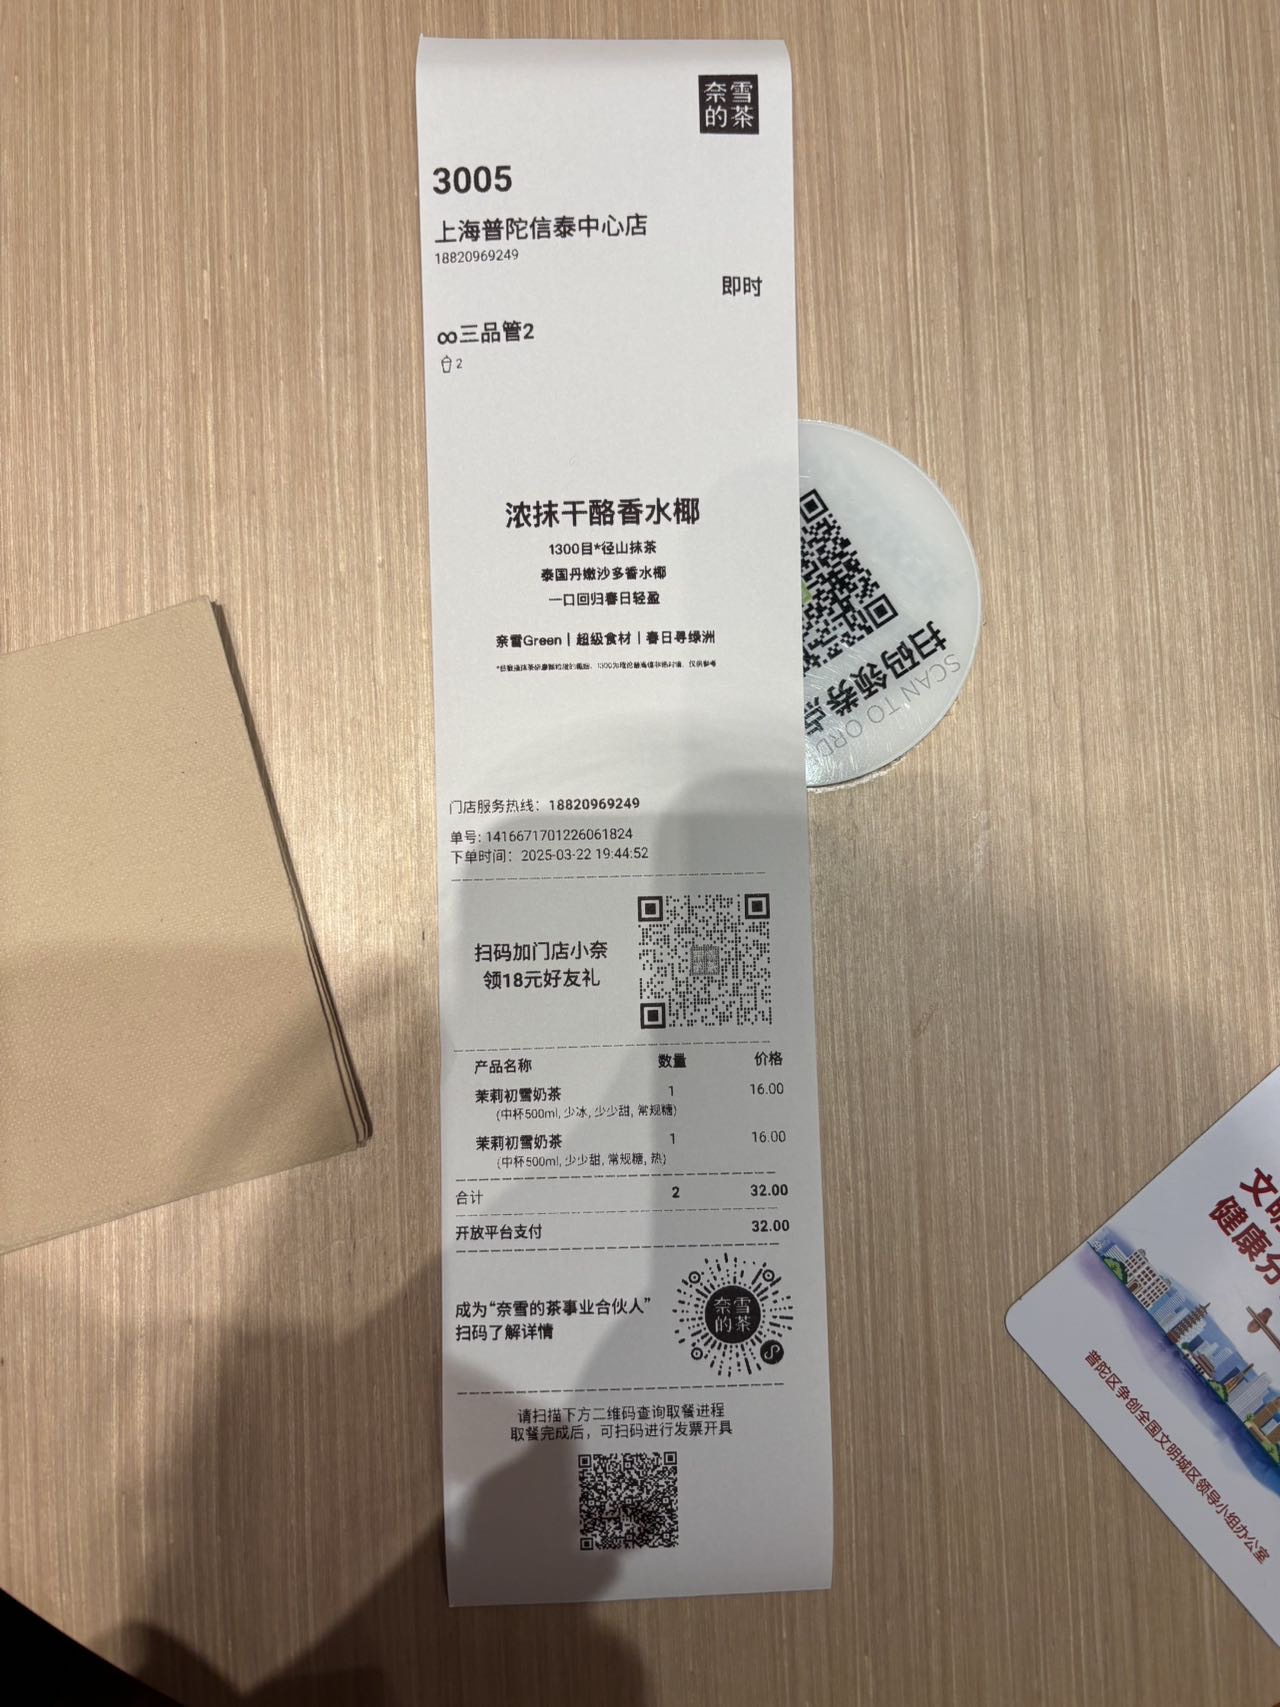 奈雪
的茶
3005
上海普陀信泰中心店
18820969249
即时
∞三品管2
2
浓抹干酪香水椰
1300目*径山抹茶
泰国丹嫩沙多香水椰
一口回归春日轻盈
奈雪Green | 超级食材 | 春日寻绿洲
门店服务热线：18820969249
单号: 1416671701226061824
下单时间：2025-03-22 19:44:52
扫码加门店小奈
领18元好友礼
产品名称 数量 价格
茉莉初雪奶茶 1 16.00
(中杯500ml, 少冰, 少少甜, 常规糖)
茉莉初雪奶茶 1 16.00
(中杯500ml, 少少甜, 常规糖, 热)
合计 2 32.00
开放平台支付 32.00
成为“奈雪的茶事业合伙人”
扫码了解详情
奈雪
的茶
请扫描下方二维码查询取餐进程
取餐完成后，可扫码进行发票开具
扫码领券点
SCAN TO ORD
文明
健康
普陀区争创全国文明城区领导小组办公室